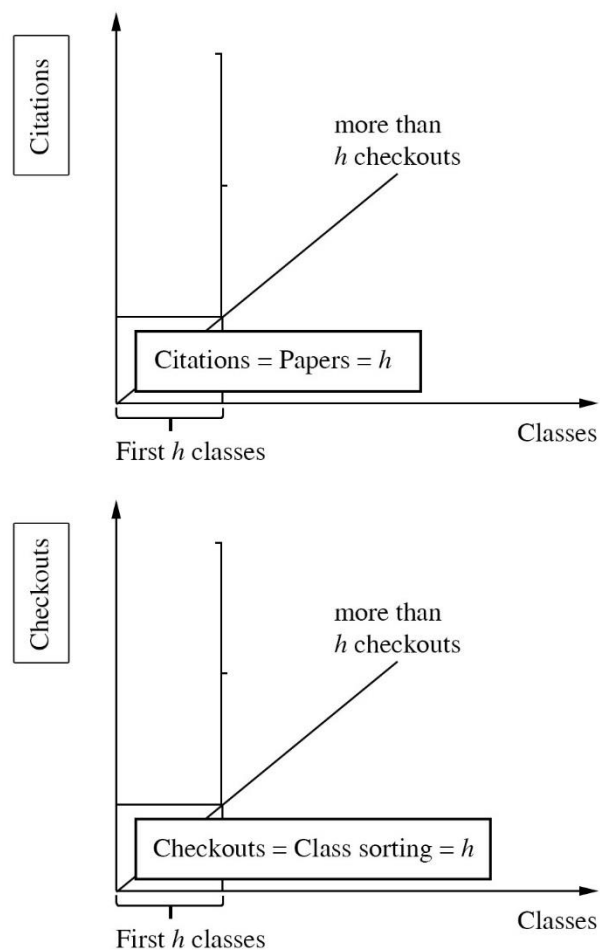 Citations
more than
h checkouts
Citations = Papers = h
Classes
First h classes
Checkouts
more than
h checkouts
Checkouts = Class sorting = h
Classes
First h classes